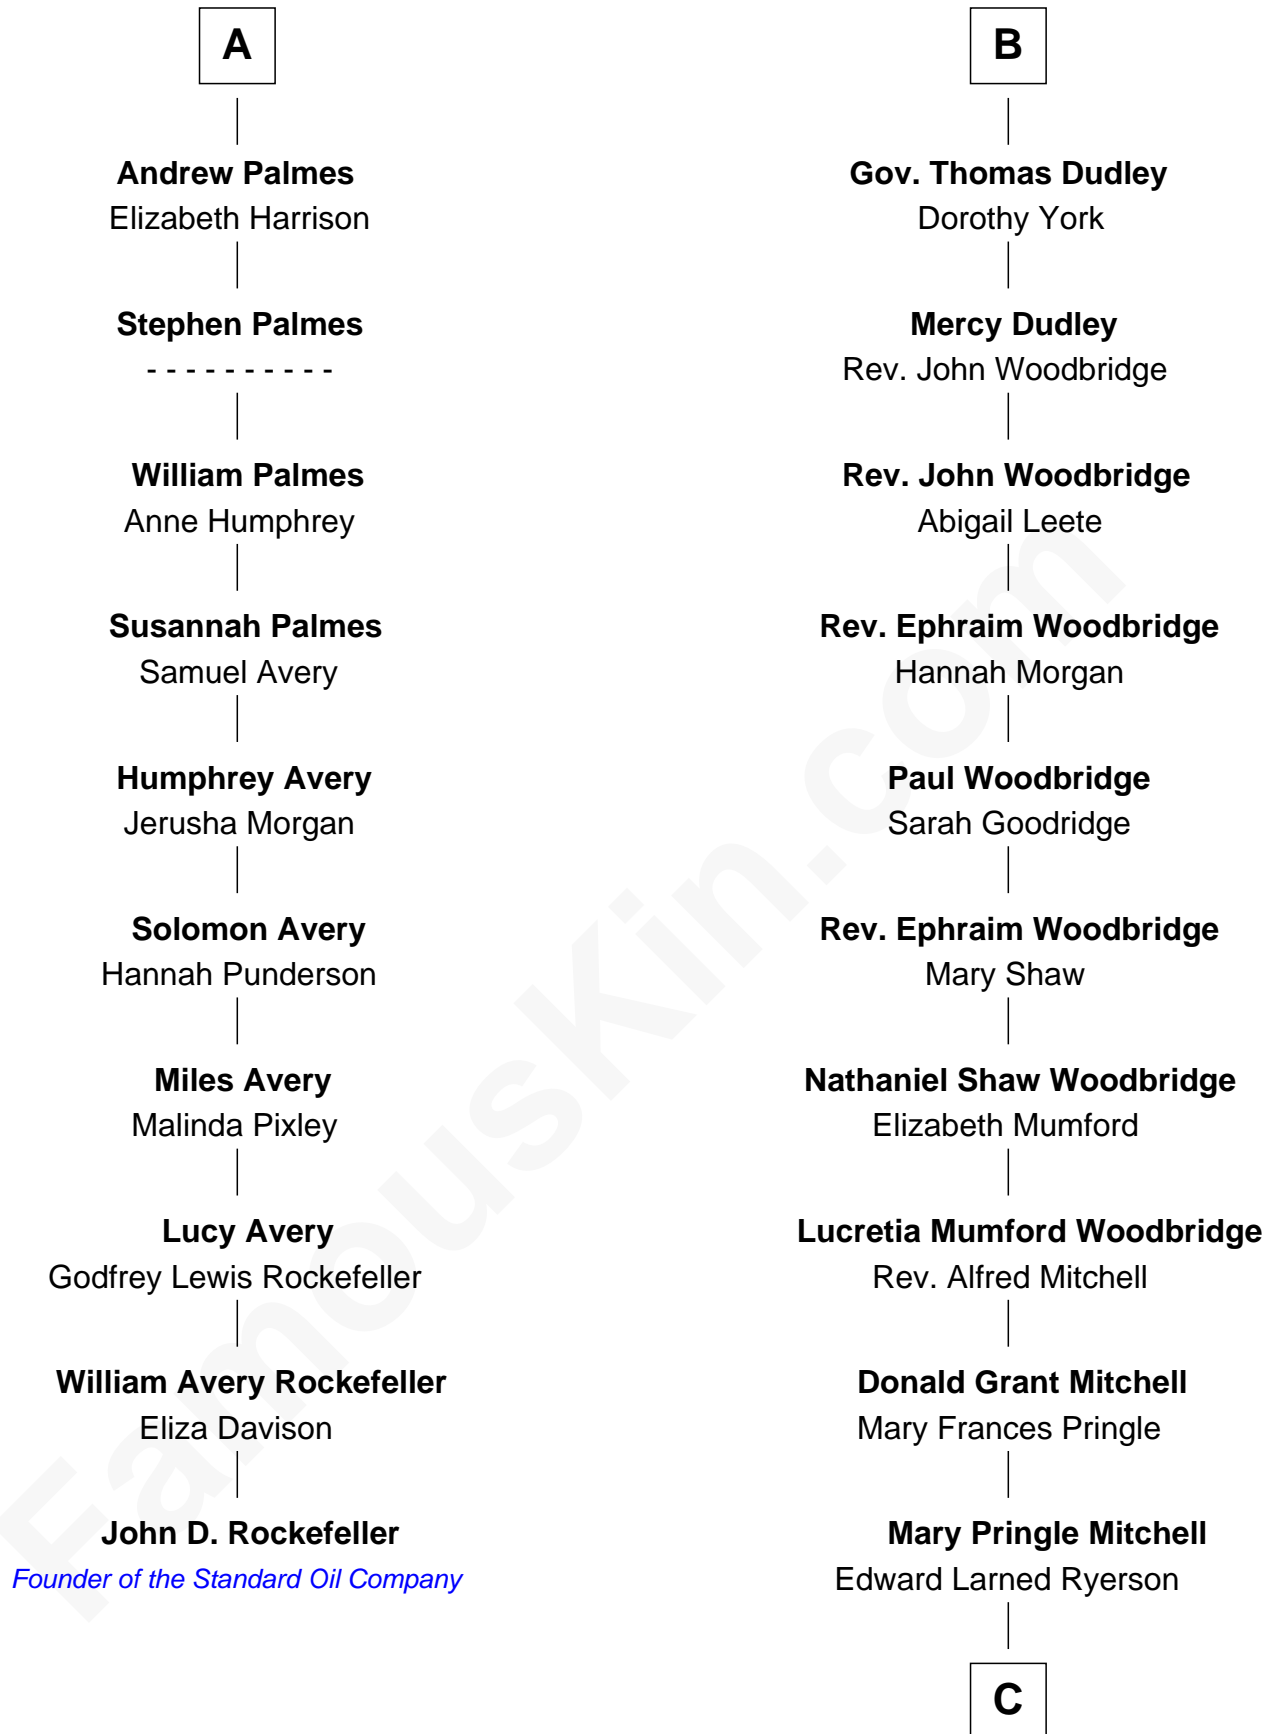 A
Andrew Palmes
Elizabeth Harrison
Stephen Palmes
- - - - - - - - - -
William Palmes
Anne Humphrey
Susannah Palmes
Samuel Avery
Humphrey Avery
Jerusha Morgan
Solomon Avery
Hannah Punderson
Miles Avery
Malinda Pixley
Lucy Avery
Godfrey Lewis Rockefeller
William Avery Rockefeller
Eliza Davison
John D. Rockefeller
Founder of the Standard Oil Company
B
Gov. Thomas Dudley
Dorothy York
Mercy Dudley
Rev. John Woodbridge
Rev. John Woodbridge
Abigail Leete
Rev. Ephraim Woodbridge
Hannah Morgan
Paul Woodbridge
Sarah Goodridge
Rev. Ephraim Woodbridge
Mary Shaw
Nathaniel Shaw Woodbridge
Elizabeth Mumford
Lucretia Mumford Woodbridge
Rev. Alfred Mitchell
Donald Grant Mitchell
Mary Frances Pringle
Mary Pringle Mitchell
Edward Larned Ryerson
C
FamousKin.com